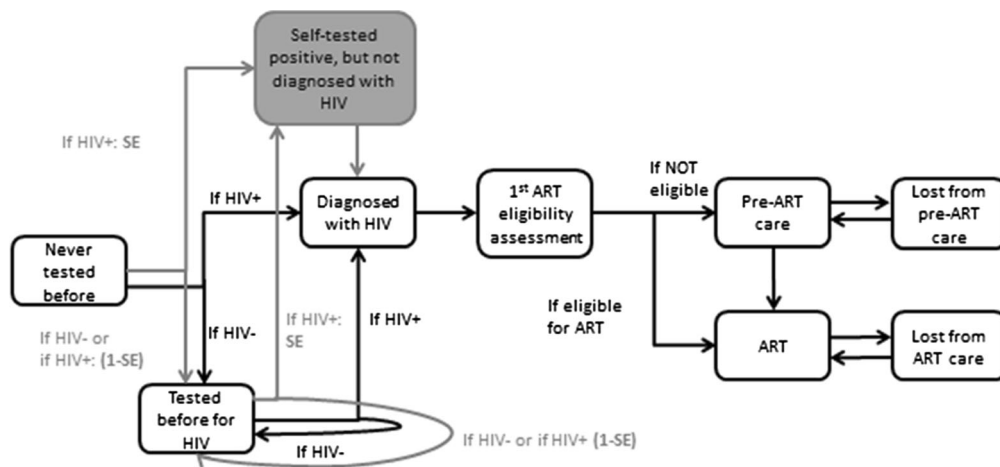 Self-tested
positive, but not
diagnosed with
HIV
If HIV+: SE
If HIV+
Diagnosed
with HIV
1st ART
eligibility
assessment
If NOT
eligible
Pre-ART
care
Lost from
pre-ART
care
Never
tested
before
If HIV- or
if HIV+: (1-SE)
If HIV-
If HIV+:
SE
If HIV+
If eligible
for ART
ART
Lost from
ART care
Tested
before for
HIV
If HIV-
If HIV- or if HIV+ (1-SE)